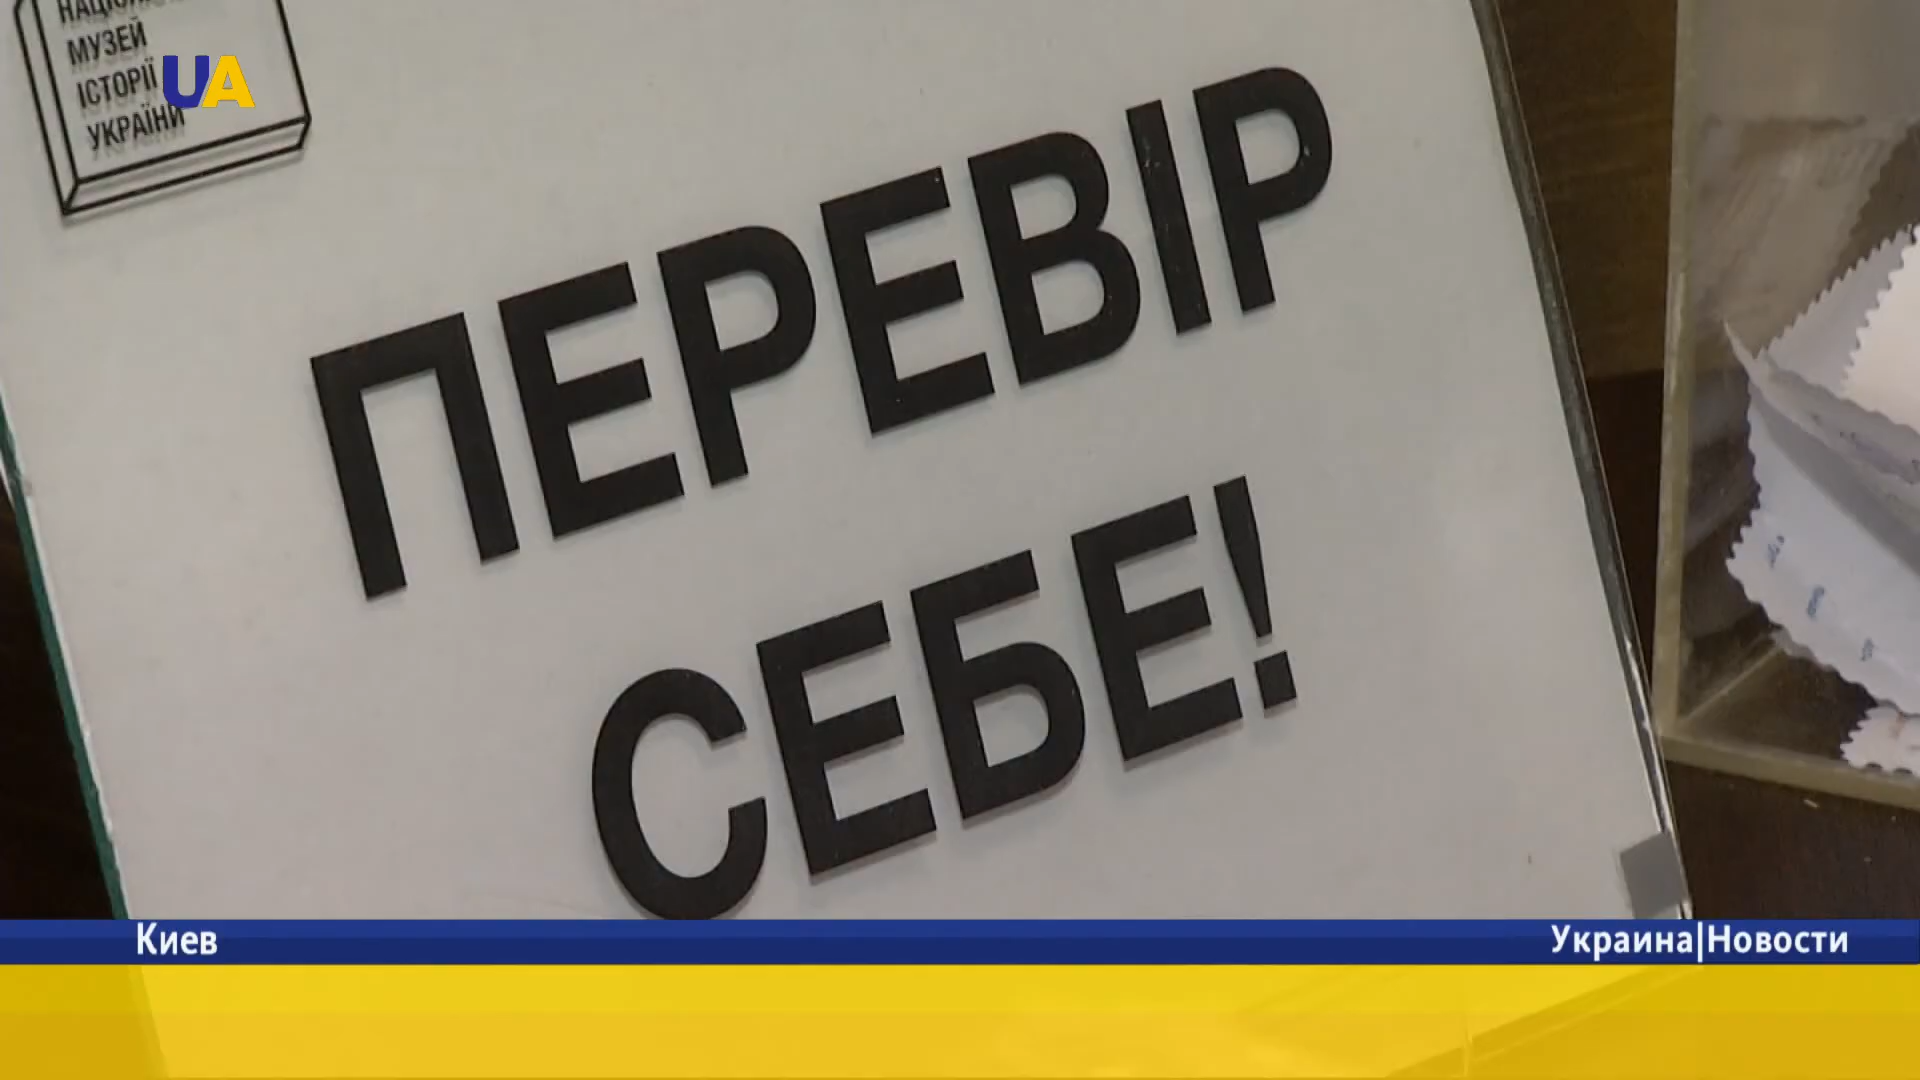 МУЗЕЙ
ІСТОРІЇ
УКРАЇНИ
UA
ПЕРЕВІР
СЕБЕ!
Киев
Украина|Новости